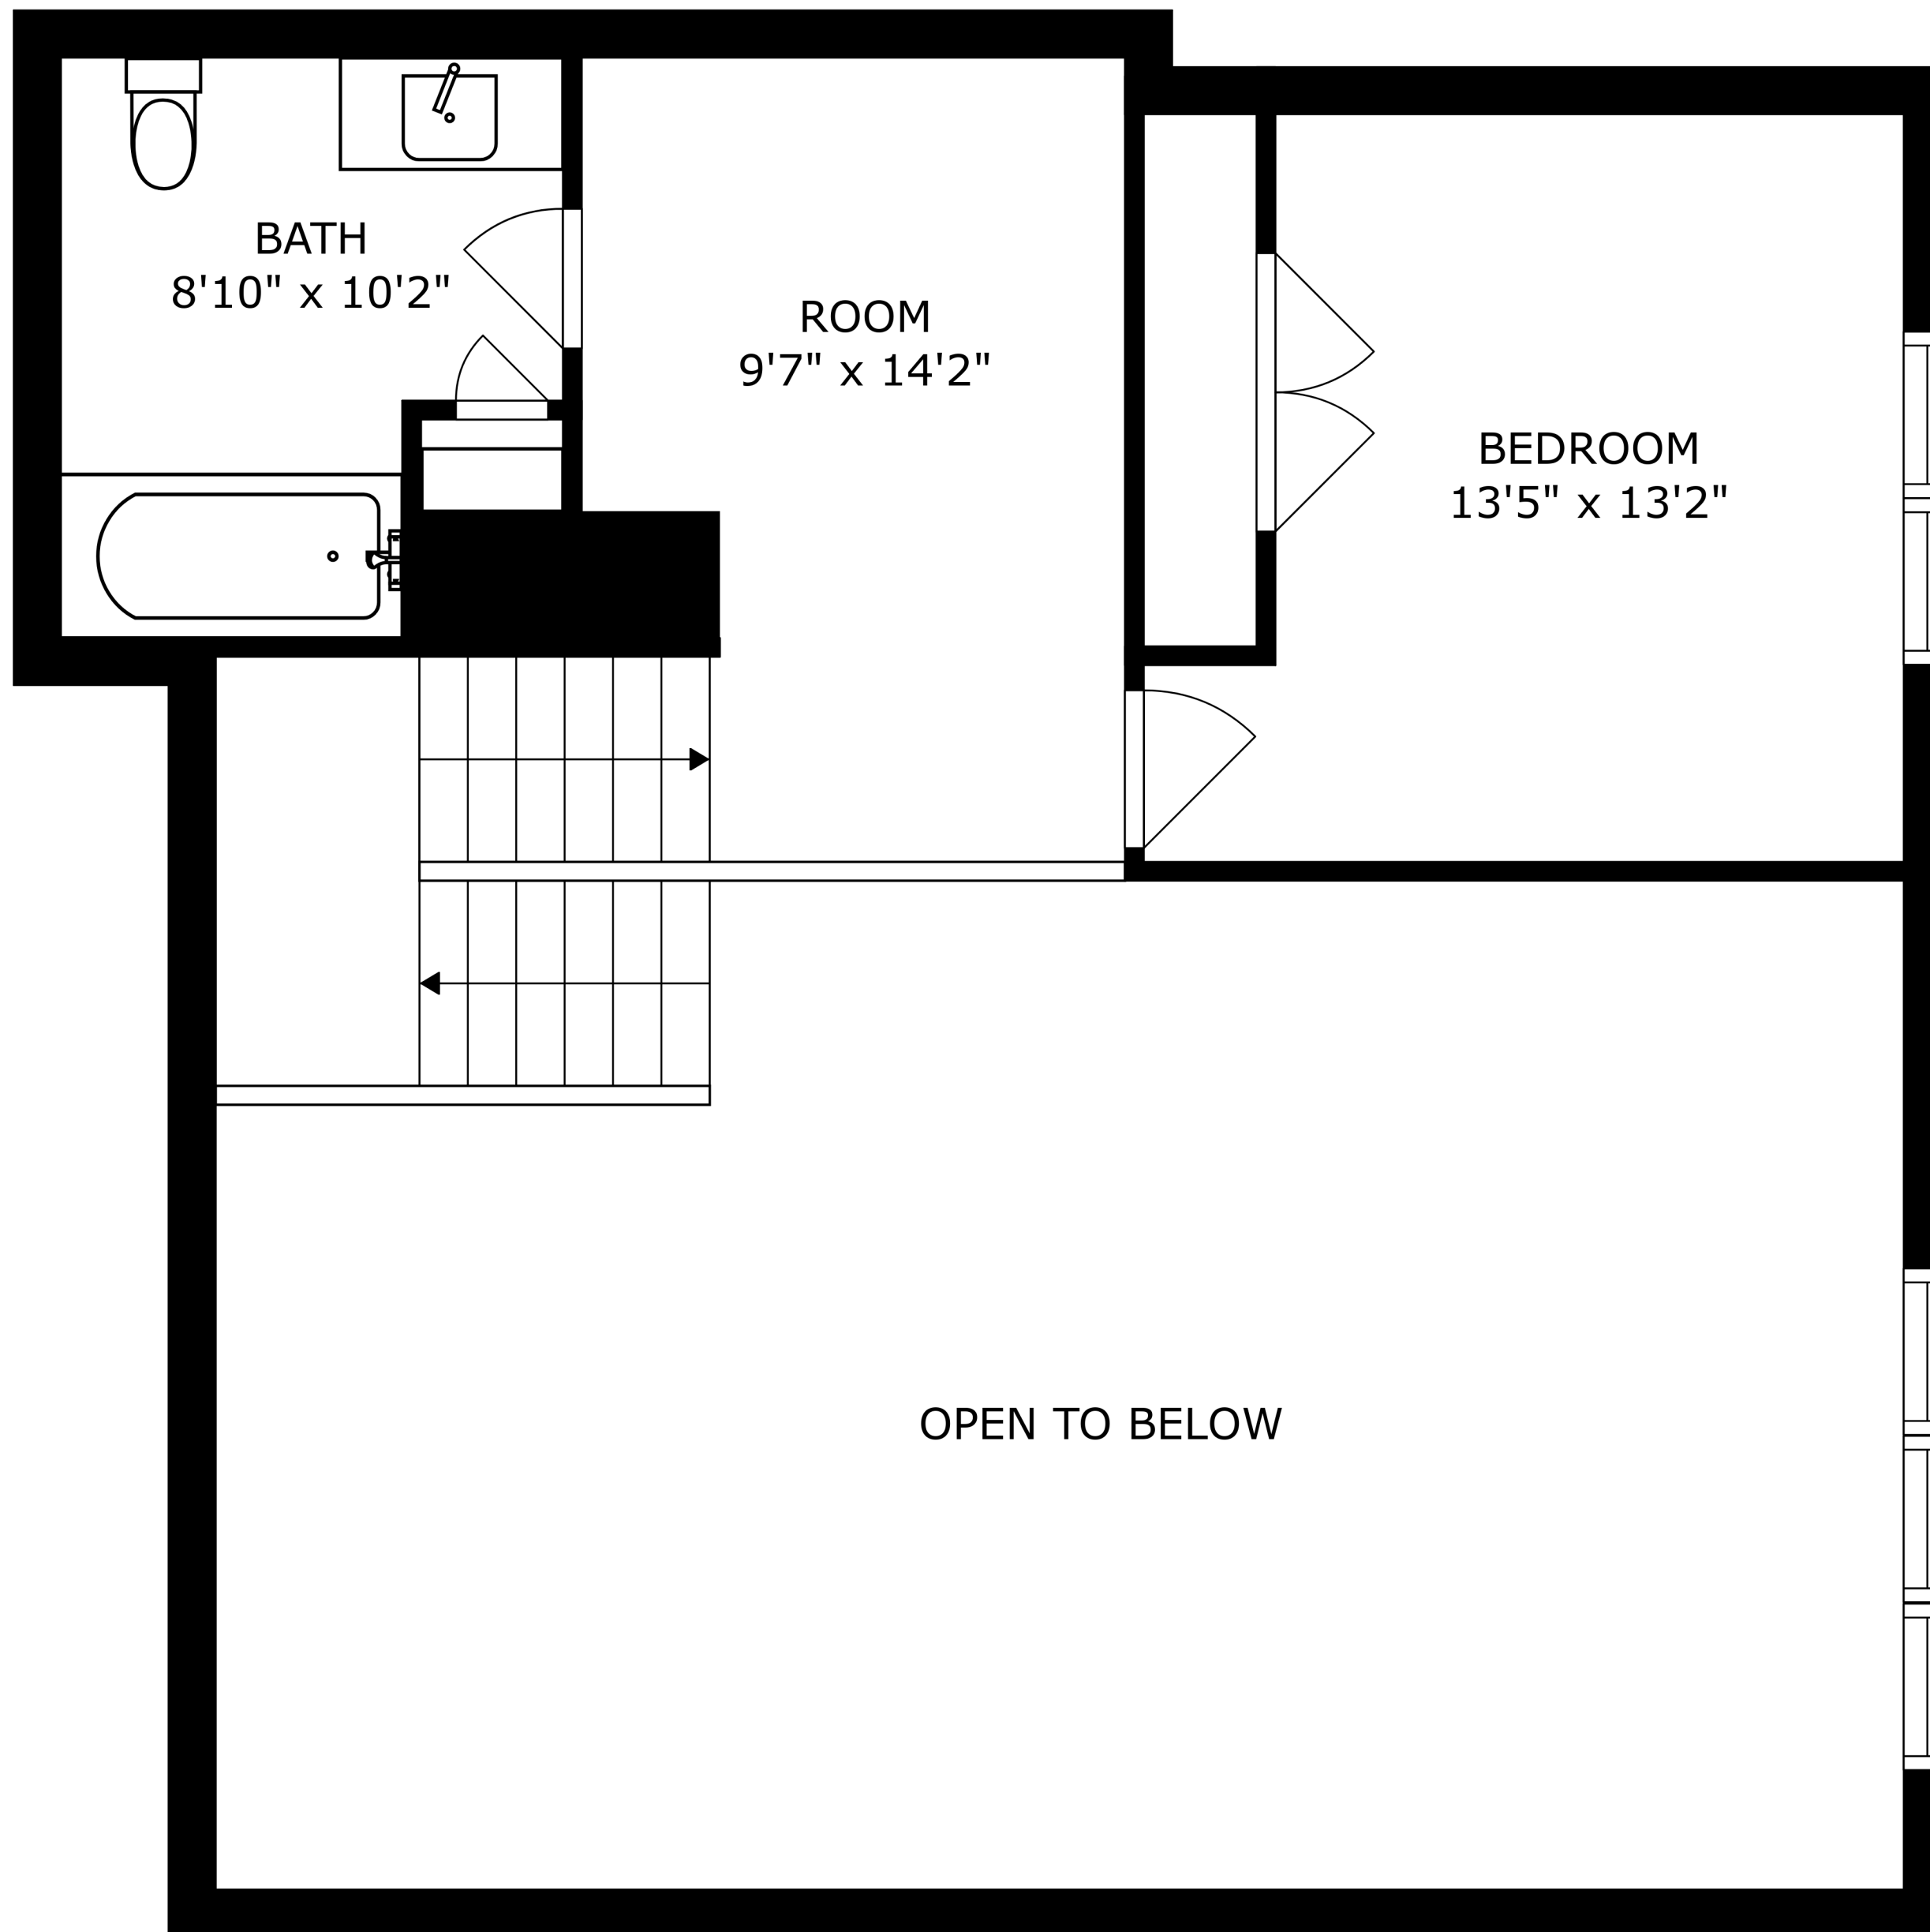 BATH
8'10" x 10'2"
ROOM
9'7" x 14'2"
BEDROOM
13'5" x 13'2"
OPEN TO BELOW